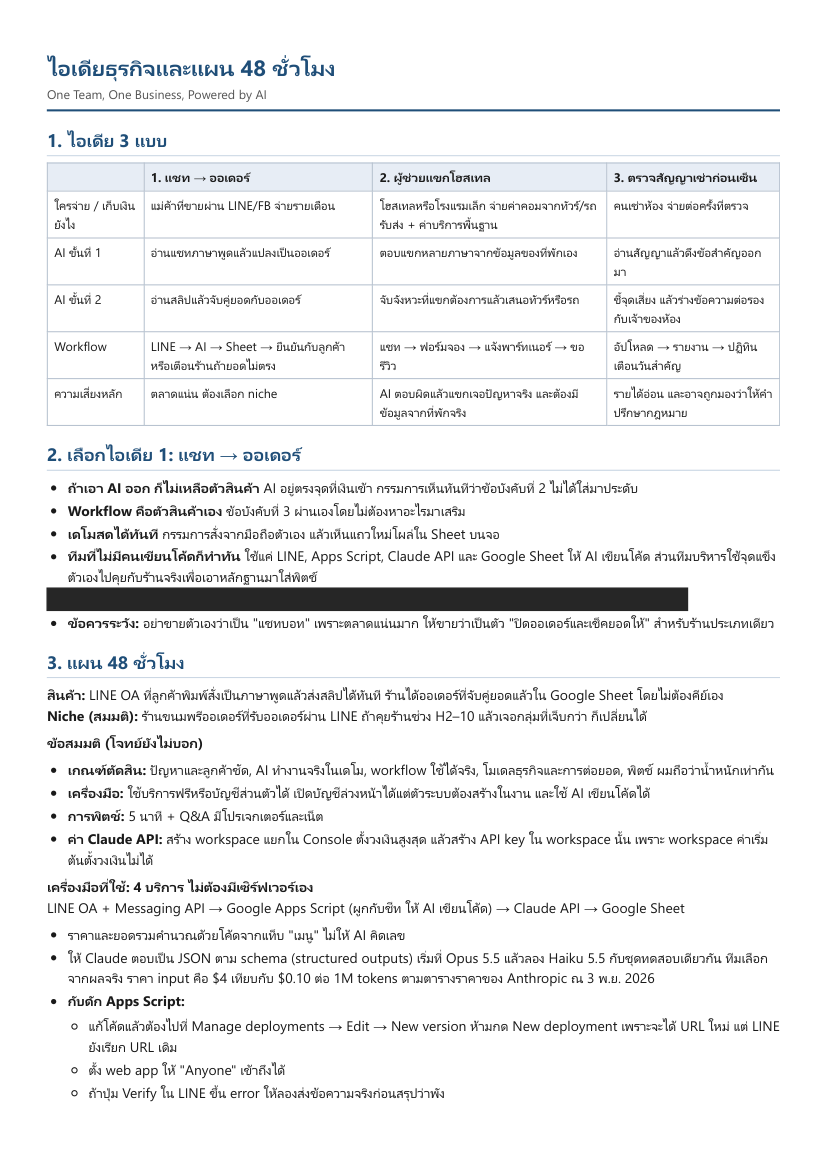 ไอเดียธุรกิจและแผน 48 ชั่วโมง
One Team, One Business, Powered by AI
1. ไอเดีย 3 แบบ
1. แชท → ออเดอร์
2. ผู้ช่วยแขกโฮสเทล
3. ตรวจสัญญาเช่าก่อนเซ็น
ใครจ่าย / เก็บเงิน
ยังไง
แม่ค้าที่ขายผ่าน LINE/FB จ่ายรายเดือน
โฮสเทลหรือโรงแรมเล็ก จ่ายค่าคอมจากทัวร์/รถ
รับส่ง + ค่าบริการพื้นฐาน
คนเช่าห้อง จ่ายต่อครั้งที่ตรวจ
AI ขั้นที่ 1
อ่านแชทภาษาพูดแล้วแปลงเป็นออเดอร์
ตอบแขกหลายภาษาจากข้อมูลของที่พักเอง
อ่านสัญญาแล้วดึงข้อสำคัญออก
มา
AI ขั้นที่ 2
อ่านสลิปแล้วจับคู่ยอดกับออเดอร์
จับจังหวะที่แขกต้องการแล้วเสนอทัวร์หรือรถ
ชี้จุดเสี่ยง แล้วร่างข้อความต่อรอง
กับเจ้าของห้อง
Workflow
LINE → AI → Sheet → ยืนยันกับลูกค้า
หรือเตือนร้านถ้ายอดไม่ตรง
แชท → ฟอร์มจอง → แจ้งพาร์ทเนอร์ → ขอ
รีวิว
อัปโหลด → รายงาน → ปฏิทิน
เตือนวันสำคัญ
ความเสี่ยงหลัก
ตลาดแน่น ต้องเลือก niche
AI ตอบผิดแล้วแขกเจอปัญหาจริง และต้องมี
ข้อมูลจากที่พักจริง
รายได้อ่อน และอาจถูกมองว่าให้คำ
ปรึกษากฎหมาย
2. เลือกไอเดีย 1: แชท → ออเดอร์
• ถ้าเอา AI ออก ก็ไม่เหลือตัวสินค้า AI อยู่ตรงจุดที่เงินเข้า กรรมการเห็นทันทีว่าข้อบังคับที่ 2 ไม่ได้ใส่มาประดับ
• Workflow คือตัวสินค้าเอง ข้อบังคับที่ 3 ผ่านเองโดยไม่ต้องหาอะไรมาเสริม
• เดโมสดได้ทันที กรรมการสั่งจากมือถือตัวเอง แล้วเห็นแถวใหม่โผล่ใน Sheet บนจอ
• ทีมที่ไม่มีคนเขียนโค้ดก็ทำทัน ใช้แค่ LINE, Apps Script, Claude API และ Google Sheet ให้ AI เขียนโค้ด ส่วนทีมบริหารใช้จุดแข็ง
ตัวเองไปคุยกับร้านจริงเพื่อเอาหลักฐานมาใส่พิตช์
• ข้อควรระวัง: อย่าขายตัวเองว่าเป็น "แชทบอท" เพราะตลาดแน่นมาก ให้ขายว่าเป็นตัว "ปิดออเดอร์และเช็คยอดให้" สำหรับร้านประเภทเดียว
3. แผน 48 ชั่วโมง
สินค้า: LINE OA ที่ลูกค้าพิมพ์สั่งเป็นภาษาพูดแล้วส่งสลิปได้ทันที ร้านได้ออเดอร์ที่จับคู่ยอดแล้วใน Google Sheet โดยไม่ต้องคีย์เอง
Niche (สมมติ): ร้านขนมพรีออเดอร์ที่รับออเดอร์ผ่าน LINE ถ้าคุยร้านช่วง H2–10 แล้วเจอกลุ่มที่เจ็บกว่า ก็เปลี่ยนได้
ข้อสมมติ (โจทย์ยังไม่บอก)
• เกณฑ์ตัดสิน: ปัญหาและลูกค้าชัด, AI ทำงานจริงในเดโม, workflow ใช้ได้จริง, โมเดลธุรกิจและการต่อยอด, พิตช์ ผมถือว่าน้ำหนักเท่ากัน
• เครื่องมือ: ใช้บริการฟรีหรือบัญชีส่วนตัวได้ เปิดบัญชีล่วงหน้าได้แต่ตัวระบบต้องสร้างในงาน และใช้ AI เขียนโค้ดได้
• การพิตช์: 5 นาที + Q&A มีโปรเจกเตอร์และเน็ต
• ค่า Claude API: สร้าง workspace แยกใน Console ตั้งวงเงินสูงสุด แล้วสร้าง API key ใน workspace นั้น เพราะ workspace ค่าเริ่ม
ต้นตั้งวงเงินไม่ได้
เครื่องมือที่ใช้: 4 บริการ ไม่ต้องมีเซิร์ฟเวอร์เอง
LINE OA + Messaging API → Google Apps Script (ผูกกับชีท ให้ AI เขียนโค้ด) → Claude API → Google Sheet
• ราคาและยอดรวมคำนวณด้วยโค้ดจากแท็บ "เมนู" ไม่ให้ AI คิดเลข
• ให้ Claude ตอบเป็น JSON ตาม schema (structured outputs) เริ่มที่ Opus 5.5 แล้วลอง Haiku 5.5 กับชุดทดสอบเดียวกัน ทีมเลือก
จากผลจริง ราคา input คือ $4 เทียบกับ $0.10 ต่อ 1M tokens ตามตารางราคาของ Anthropic ณ 3 พ.ย. 2026
• กับดัก Apps Script:
◦ แก้โค้ดแล้วต้องไปที่ Manage deployments → Edit → New version ห้ามกด New deployment เพราะจะได้ URL ใหม่ แต่ LINE
ยังเรียก URL เดิม
◦ ตั้ง web app ให้ "Anyone" เข้าถึงได้
◦ ถ้าปุ่ม Verify ใน LINE ขึ้น error ให้ลองส่งข้อความจริงก่อนสรุปว่าพัง